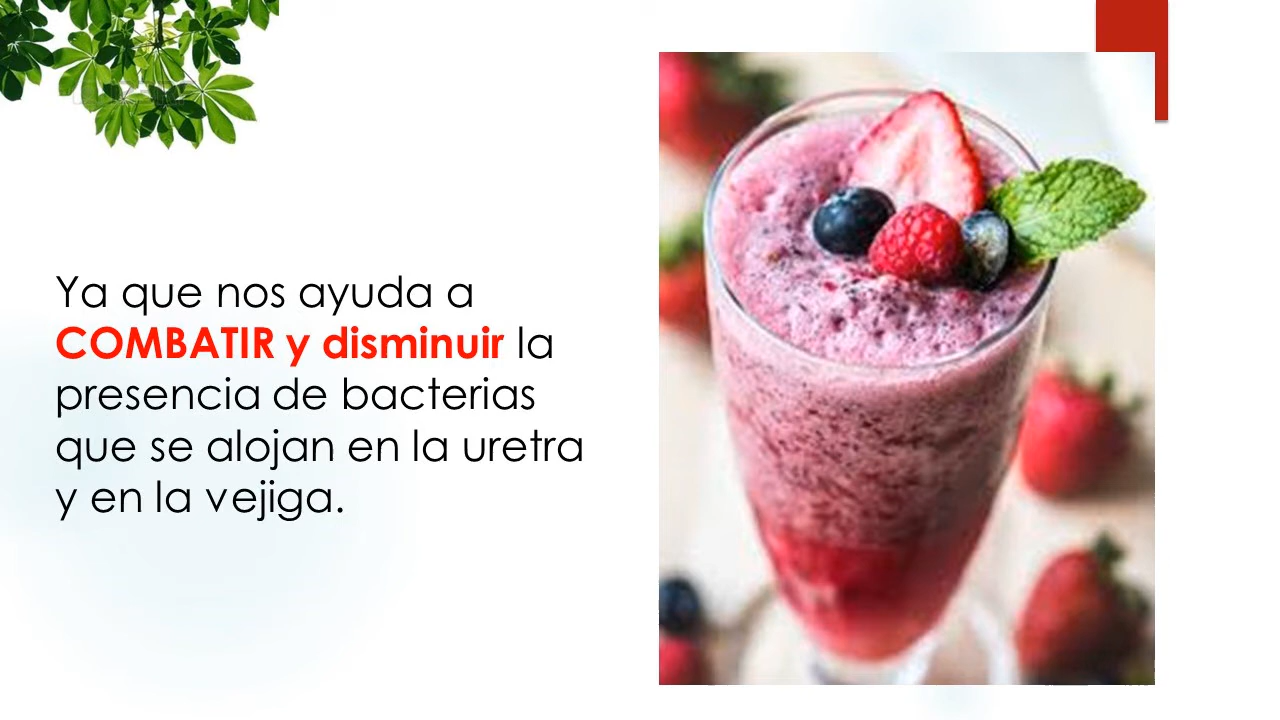 Ya que nos ayuda a
COMBATIR y disminuir la
presencia de bacterias
que se alojan en la uretra
y en la vejiga.